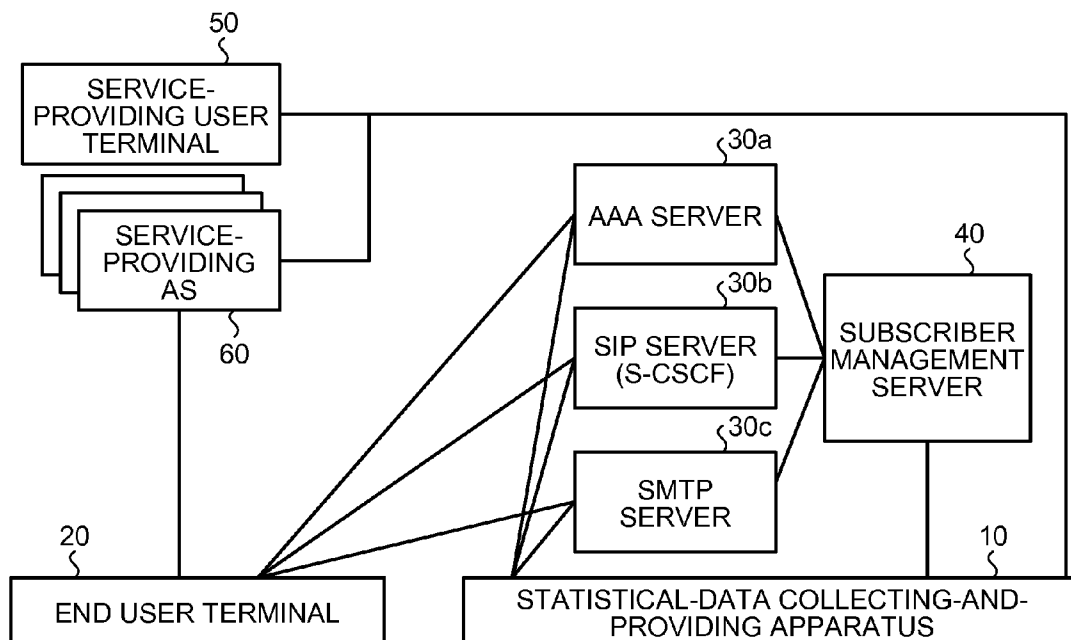 50
SERVICE-
PROVIDING USER
TERMINAL
SERVICE-
PROVIDING
AS
60
30a
AAA SERVER
30b
SIP SERVER
(S-CSCF)
30c
SMTP
SERVER
40
SUBSCRIBER
MANAGEMENT
SERVER
20
END USER TERMINAL
10
STATISTICAL-DATA COLLECTING-AND-
PROVIDING APPARATUS